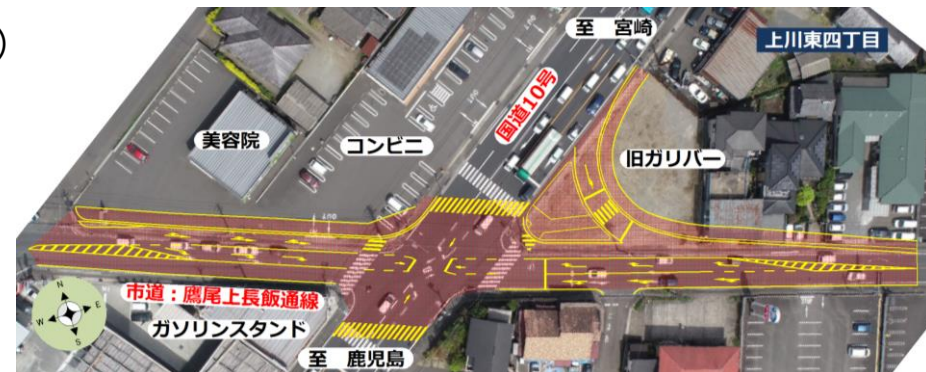 ）
至　宮崎
上川東四丁目
国道10号
美容院
コンビニ
旧ガリバー
OUT
市道：鷹尾上長飯通線
ガソリンスタンド
N
W
E
S
至　鹿児島